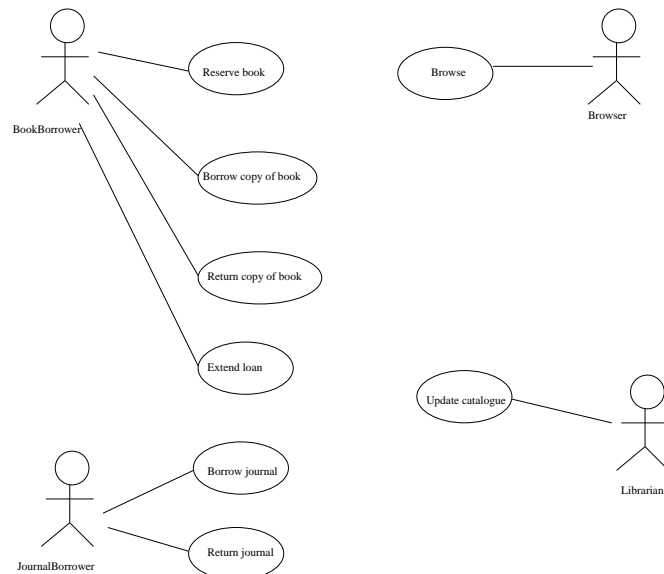 Reserve book
Browse
Browser
BookBorrower
Borrow copy of book
Return copy of book
Extend loan
Update catalogue
Borrow journal
Librarian
Return journal
JournalBorrower